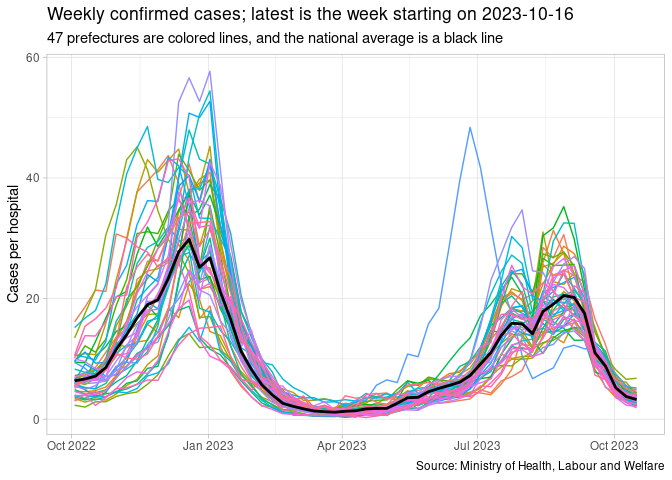 Weekly confirmed cases; latest is the week starting on 2023-10-16
47 prefectures are colored lines, and the national average is a black line
60
40
20
0
Cases per hospital
Oct 2022 Jan 2023 Apr 2023 Jul 2023 Oct 2023
Source: Ministry of Health, Labour and Welfare